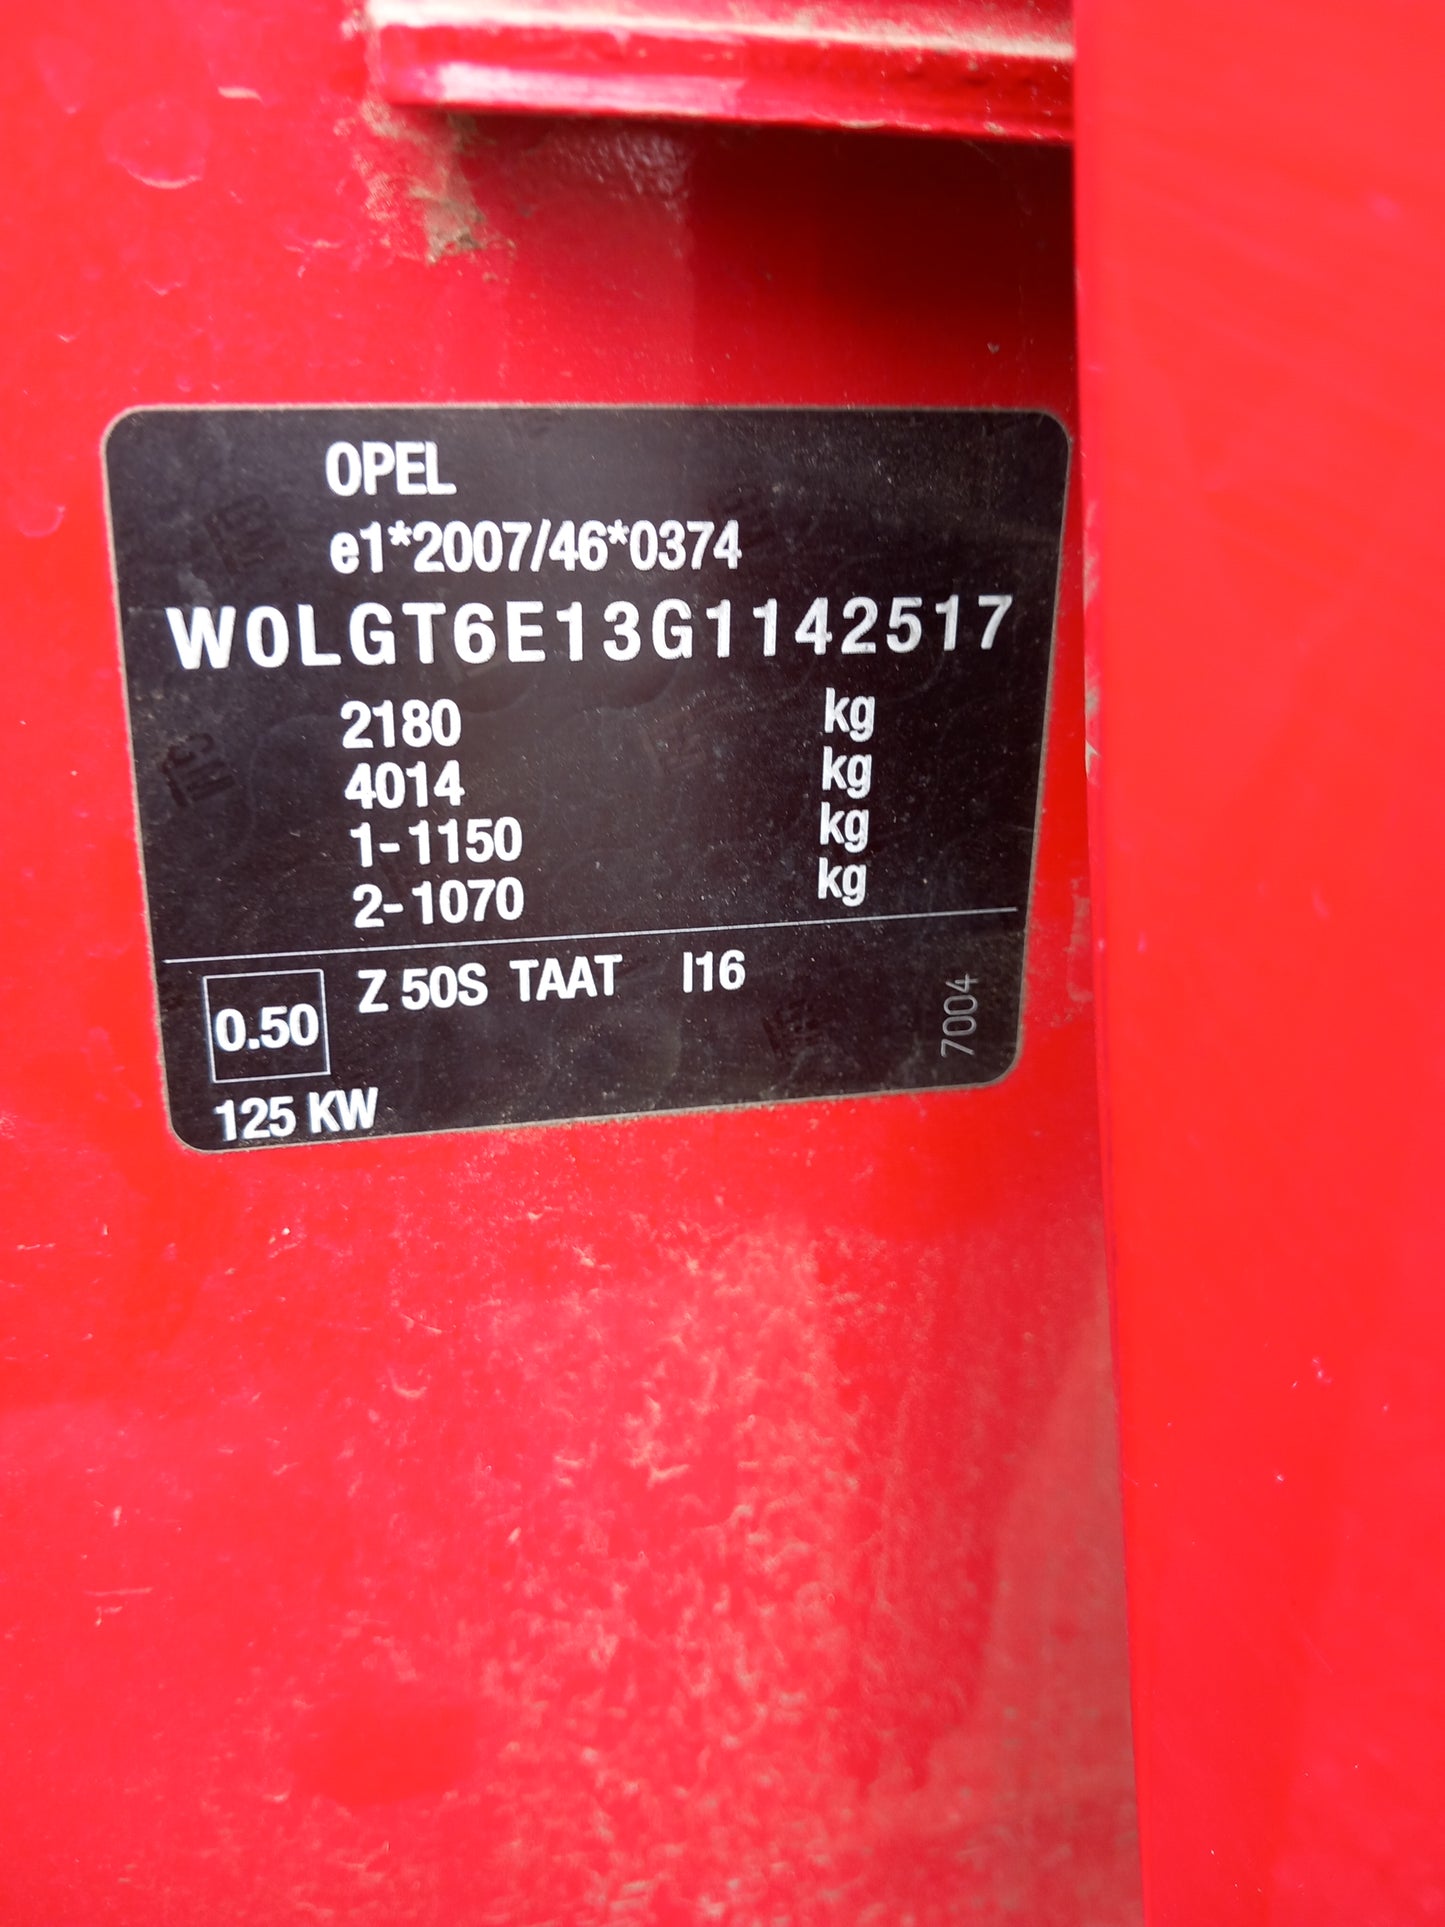 OPEL
e1*2007/46*0374
W0LGT6E13G1142517
2180 kg
4014 kg
1-1150 kg
2-1070 kg
0.50 Z 50S TAAT I16
125 KW
7004